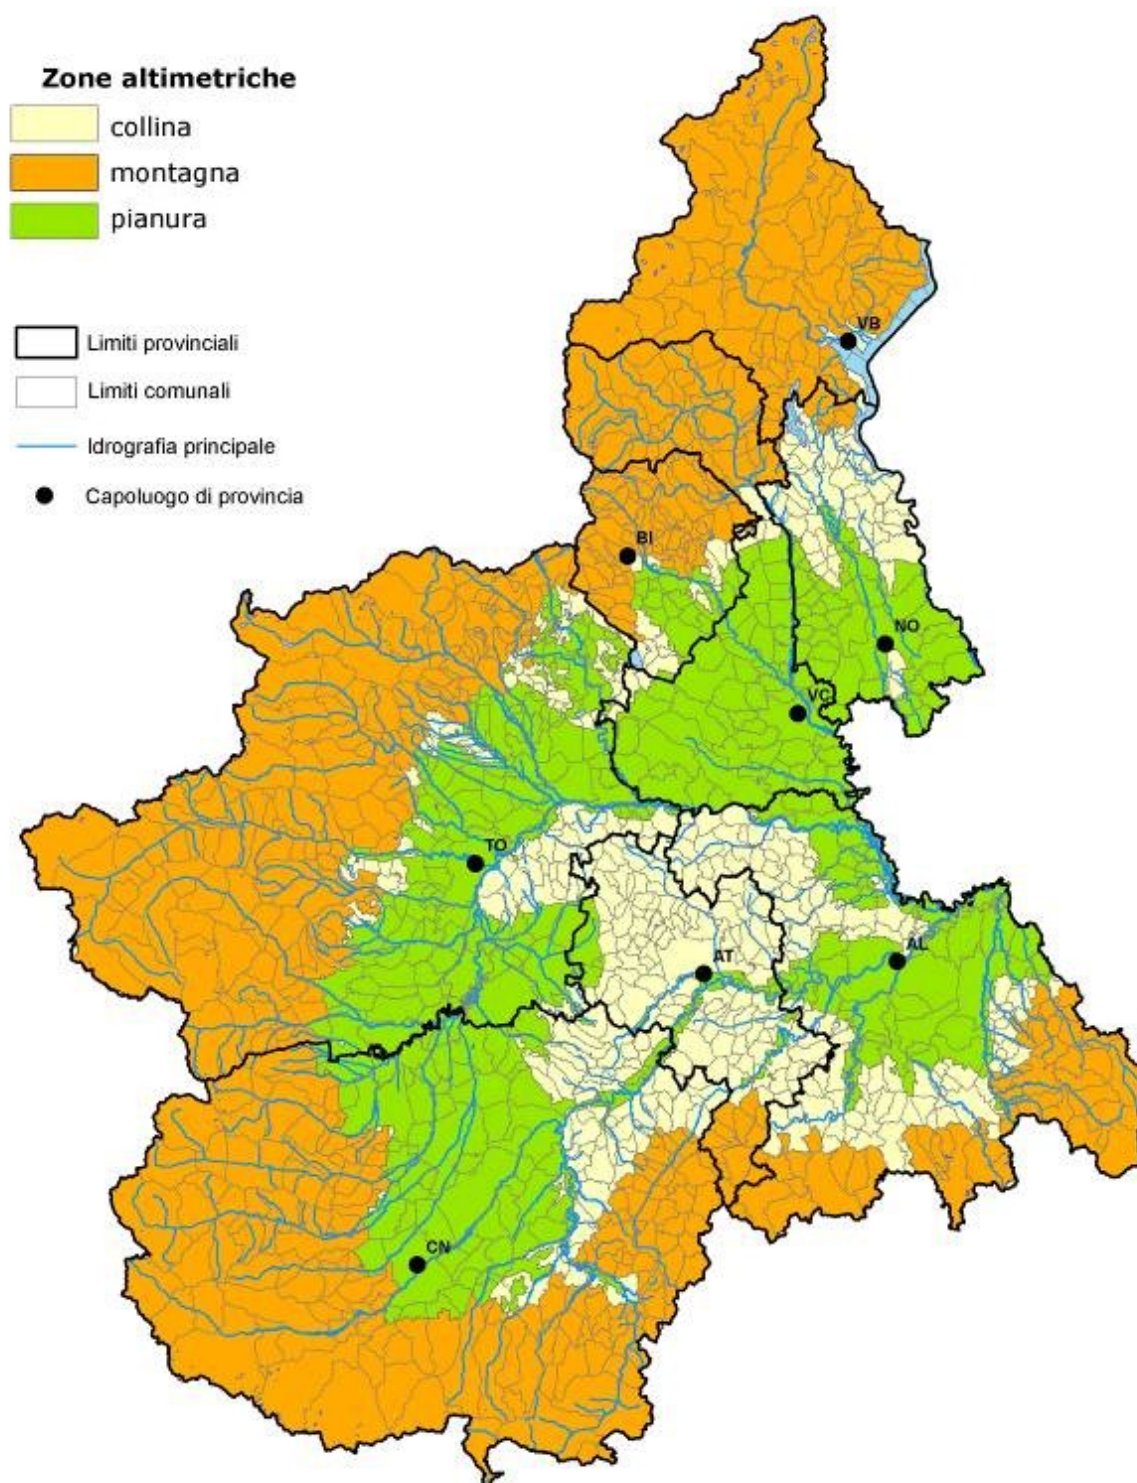 Zone altimetriche
collina
montagna
pianura
Limiti provinciali
Limiti comunali
Idrografia principale
Capoluogo di provincia
VB
BI
NO
VC
TO
AL
AT
CN